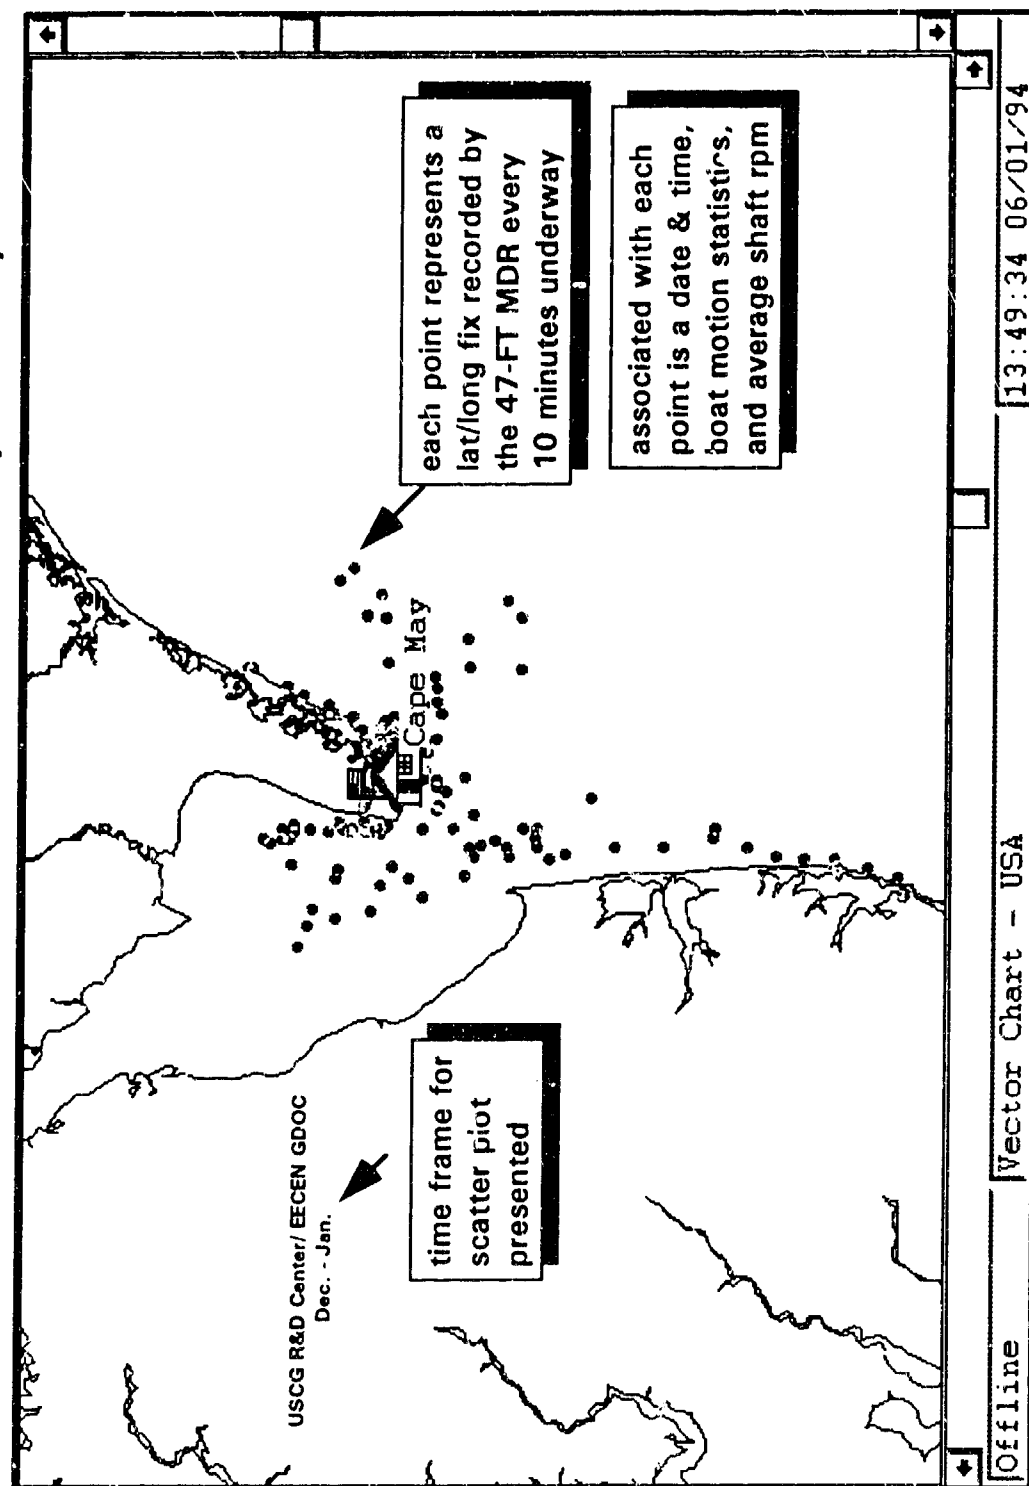 USCG R&D Center/ EECEN GDOC
Dec. - Jan.
time frame for
scatter plot
presented
each point represents a
lat/long fix recorded by
the 47-FT MDR every
10 minutes underway
associated with each
point is a date & time,
boat motion statistics,
and average shaft rpm
Cape May
Offline
Vector Chart - USA
13:49:34 06/01/94